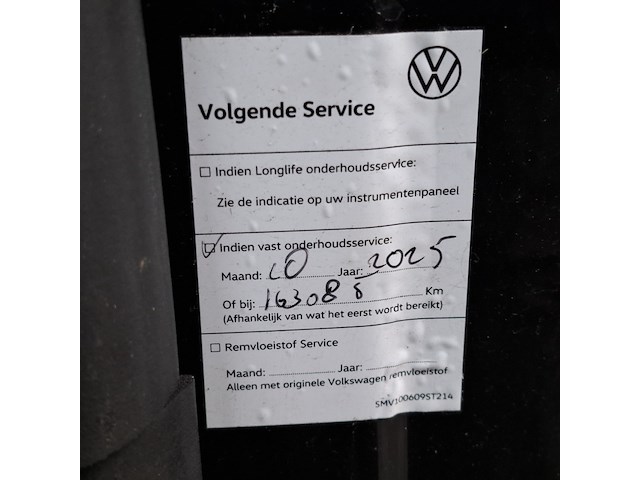 Volgende Service
Indien Longlife onderhoudsservice:
Zie de indicatie op uw instrumentenpaneel
Indien vast onderhoudsservice:
Maand: 10 Jaar: 2025
Of bij: 163088 Km
(Afhankelijk van wat het eerst wordt bereikt)
Remvloeistof Service
Maand: Jaar:
Alleen met originele Volkswagen remvloeistof
5MV100609ST214